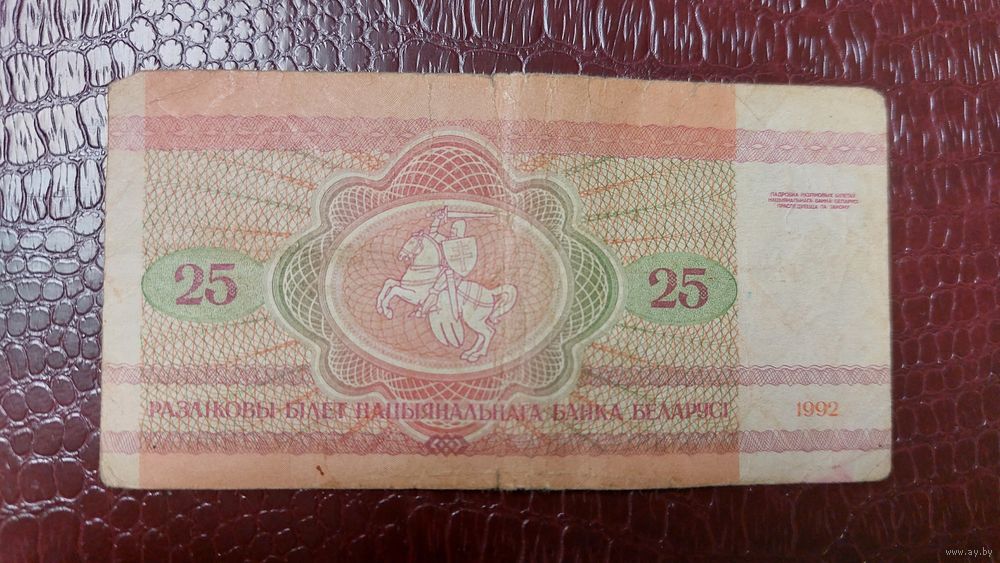 ПАДРОБКА РАЗЛІКОВЫХ БІЛЕТАЎ
НАЦЫЯНАЛЬНАГА БАНКА БЕЛАРУСІ
ПРАСЛЕДУЕЦЦА ПА ЗАКОНУ
25
25
РАЗЛІКОВЫ БІЛЕТ НАЦЫЯНАЛЬНАГА БАНКА БЕЛАРУСІ
1992
www.ay.by